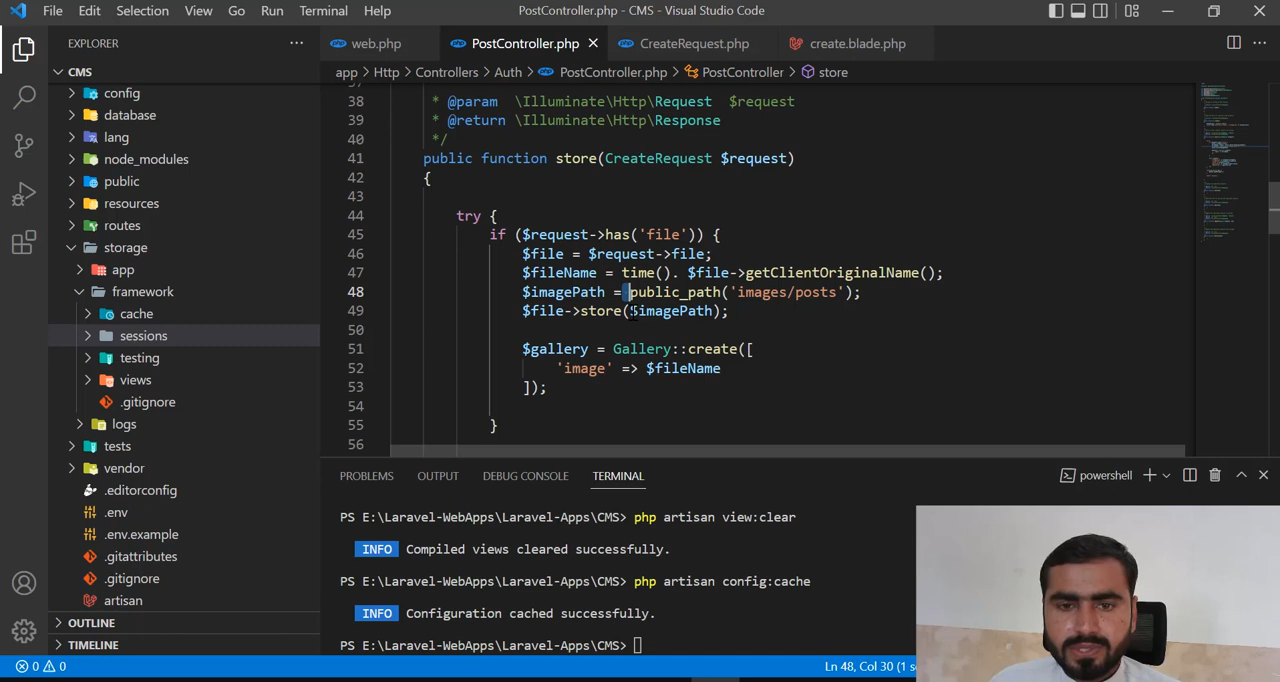 File Edit Selection View Go Run Terminal Help PostController.php - CMS - Visual Studio Code
EXPLORER
web.php PostController.php CreateRequest.php create.blade.php
CMS
app > Http > Controllers > Auth > PostController.php > PostController > store
config
database
lang
node_modules
public
resources
routes
storage
app
framework
cache
sessions
testing
views
.gitignore
logs
tests
vendor
.editorconfig
.env
.env.example
.gitattributes
.gitignore
artisan
OUTLINE
TIMELINE
38 * @param \Illuminate\Http\Request $request
39 * @return \Illuminate\Http\Response
40 */
41 public function store(CreateRequest $request)
42 {
43
44 try {
45 if ($request->has('file')) {
46 $file = $request->file;
47 $fileName = time(). $file->getClientOriginalName();
48 $imagePath = public_path('images/posts');
49 $file->store($imagePath);
50
51 $gallery = Gallery::create([
52 'image' => $fileName
53 ]);
54
55 }
56
PROBLEMS OUTPUT DEBUG CONSOLE TERMINAL powershell
PS E:\Laravel-WebApps\Laravel-Apps\CMS> php artisan view:clear
INFO Compiled views cleared successfully.
PS E:\Laravel-WebApps\Laravel-Apps\CMS> php artisan config:cache
INFO Configuration cached successfully.
PS E:\Laravel-WebApps\Laravel-Apps\CMS>
0 0 Ln 48, Col 30 (1 s